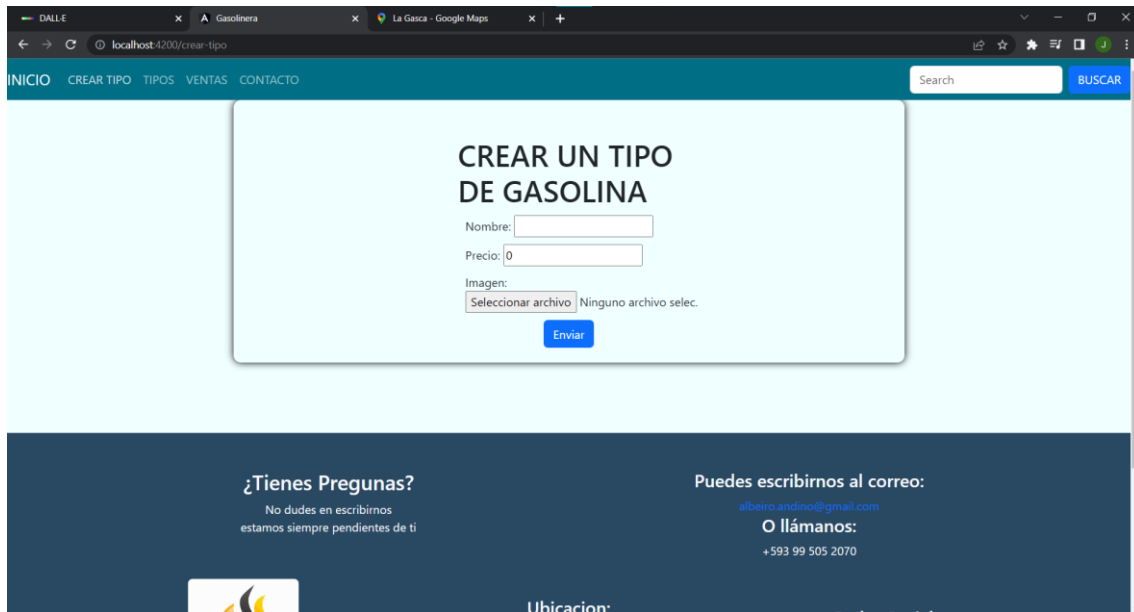 DALL·E
Gasolinera
La Gasca - Google Maps
localhost:4200/crear-tipo
J
INICIO CREAR TIPO TIPOS VENTAS CONTACTO
Search
BUSCAR
CREAR UN TIPO
DE GASOLINA
Nombre:
Precio: 0
Imagen:
Seleccionar archivo Ninguno archivo selec.
Enviar
¿Tienes Pregunas?
No dudes en escribirnos
estamos siempre pendientes de ti
Puedes escribirnos al correo:
albeiro.andino@gmail.com
O llámanos:
+593 99 505 2070
Ubicacion: